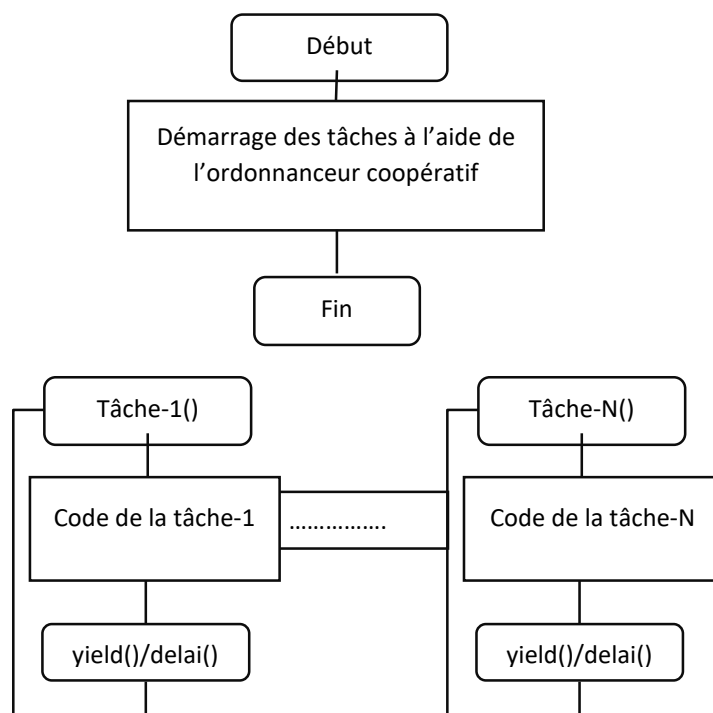 Début
Démarrage des tâches à l’aide de
l’ordonnanceur coopératif
Fin
Tâche-1()
Tâche-N()
Code de la tâche-1
…………….
Code de la tâche-N
yield()/delai()
yield()/delai()